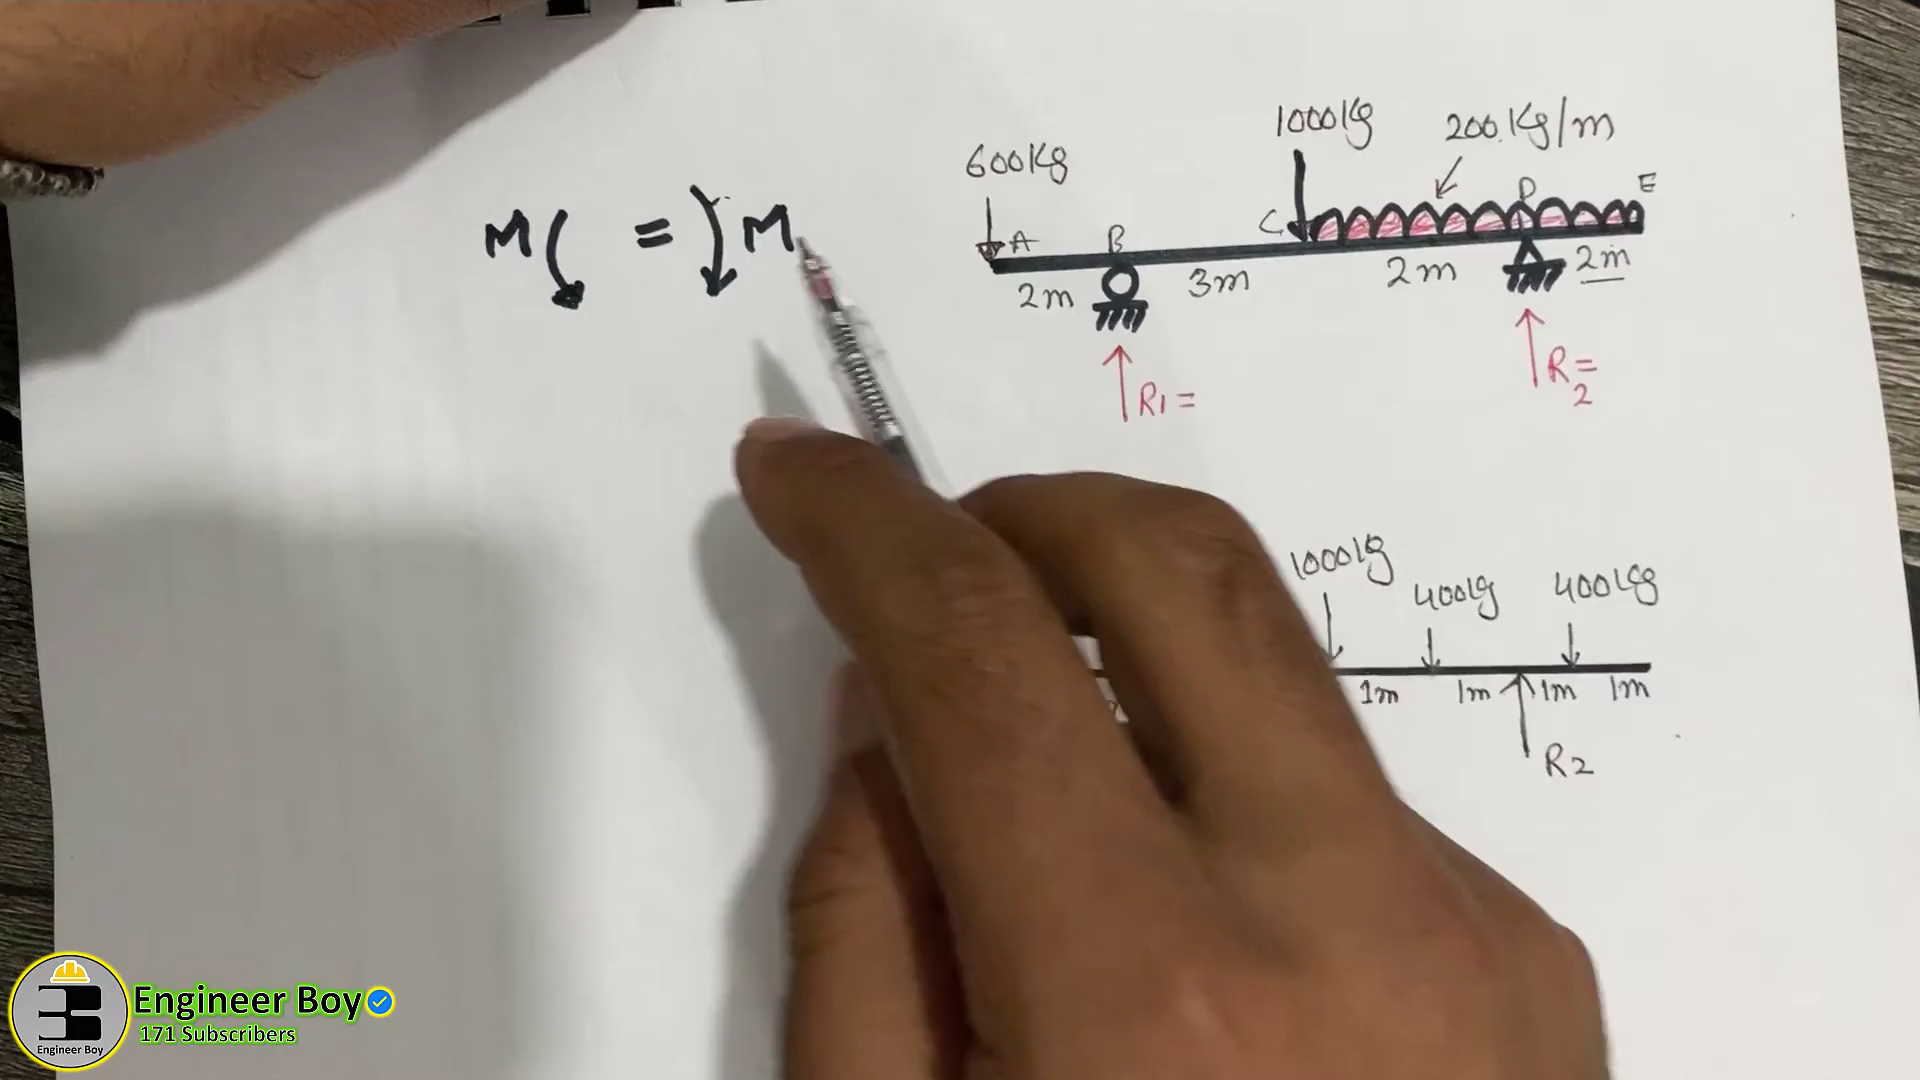 M = M
600Kg
1000Kg
200 Kg/m
A
B
C
D
E
2m
3m
2m
2m
R1 =
R2 =
1000Kg
400Kg
400Kg
1m
1m
1m
1m
R2
Engineer Boy
171 Subscribers
Engineer Boy